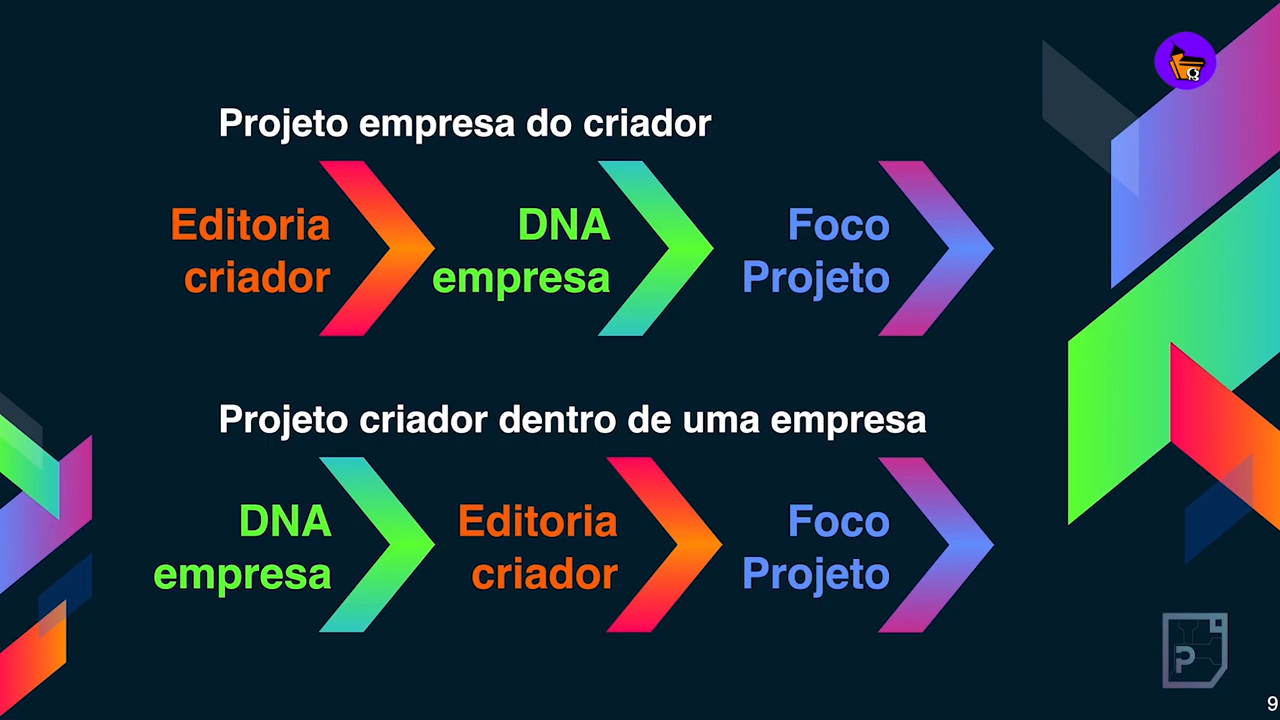 Projeto empresa do criador
Editoria
criador
DNA
empresa
Foco
Projeto
Projeto criador dentro de uma empresa
DNA
empresa
Editoria
criador
Foco
Projeto
P
9